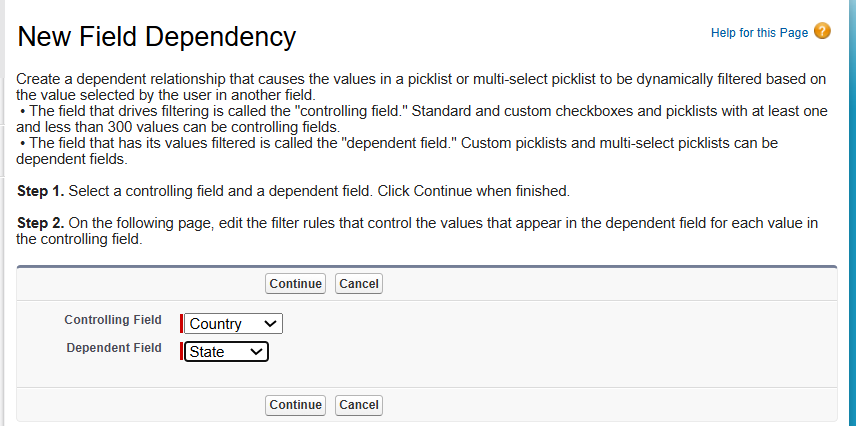 New Field Dependency
Help for this Page ?
Create a dependent relationship that causes the values in a picklist or multi-select picklist to be dynamically filtered based on
the value selected by the user in another field.
• The field that drives filtering is called the "controlling field." Standard and custom checkboxes and picklists with at least one
and less than 300 values can be controlling fields.
• The field that has its values filtered is called the "dependent field." Custom picklists and multi-select picklists can be
dependent fields.
Step 1. Select a controlling field and a dependent field. Click Continue when finished.
Step 2. On the following page, edit the filter rules that control the values that appear in the dependent field for each value in
the controlling field.
Continue Cancel
Controlling Field Country
Dependent Field State
Continue Cancel